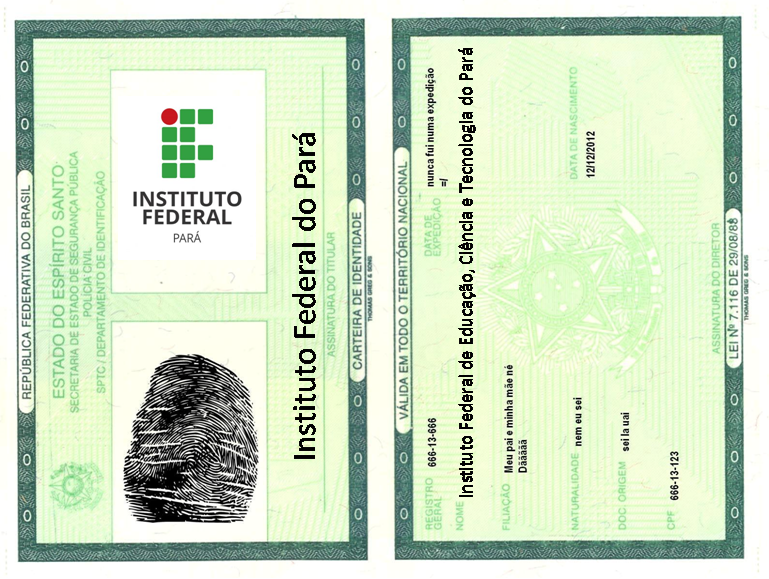 REPÚBLICA FEDERATIVA DO BRASIL
ESTADO DO ESPÍRITO SANTO
SECRETARIA DE ESTADO DE SEGURANÇA PÚBLICA
POLÍCIA CIVIL
SPTC / DEPARTAMENTO DE IDENTIFICAÇÃO
INSTITUTO
FEDERAL
PARÁ
Instituto Federal do Pará
ASSINATURA DO TITULAR
CARTEIRA DE IDENTIDADE
THOMAS GREG & SONS
VÁLIDA EM TODO O TERRITÓRIO NACIONAL
REGISTRO GERAL 666-13-666
DATA DE EXPEDIÇÃO nunca fui numa expedição
=/
NOME Instituto Federal de Educação, Ciência e Tecnologia do Pará
FILIAÇÃO Meu pai e minha mãe né
Dããããã
NATURALIDADE nem eu sei
DATA DE NASCIMENTO
12/12/2012
DOC. ORIGEM sei la uai
CPF 666-13-123
ASSINATURA DO DIRETOR
LEI Nº 7.116 DE 29/08/83
THOMAS GREG & SONS